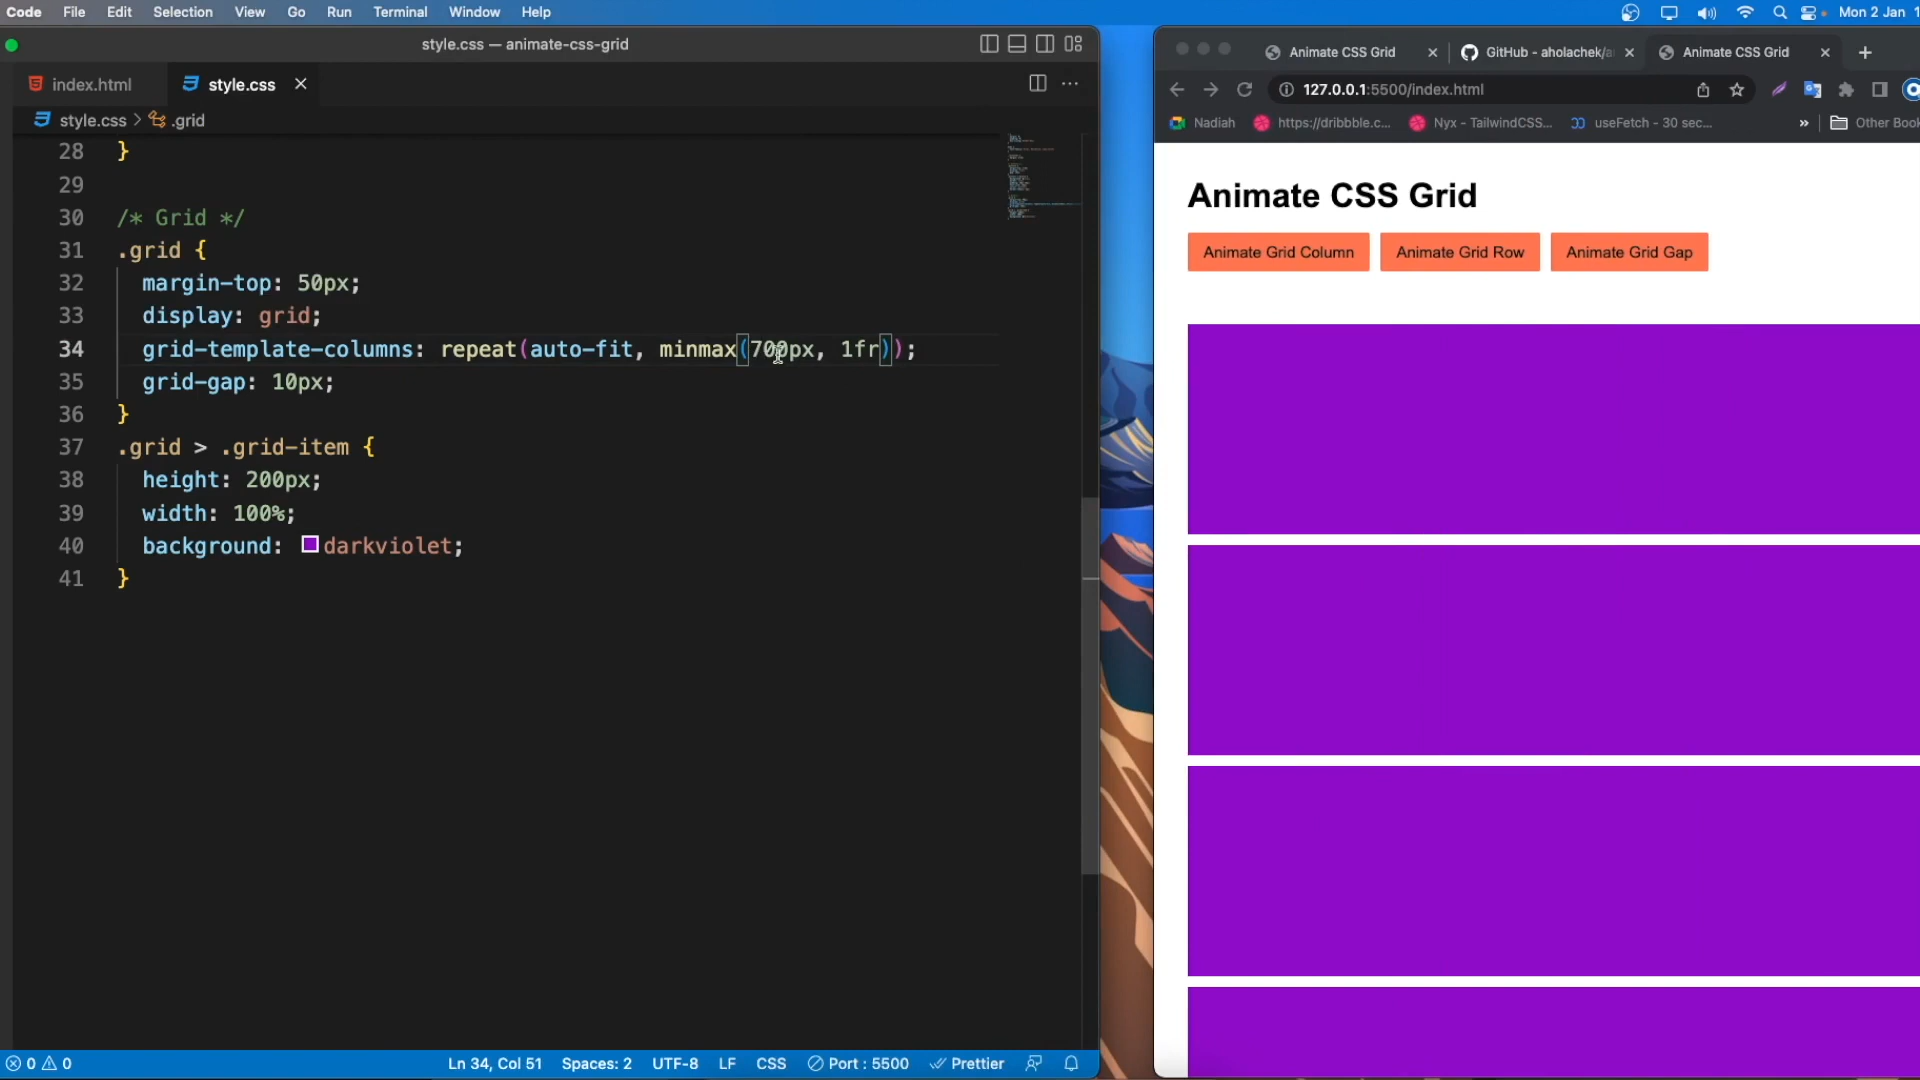 Code File Edit Selection View Go Run Terminal Window Help Mon 2 Jan 1
style.css — animate-css-grid
index.html style.css
style.css > .grid
28 }
29
30 /* Grid */
31 .grid {
32 margin-top: 50px;
33 display: grid;
34 grid-template-columns: repeat(auto-fit, minmax(700px, 1fr));
35 grid-gap: 10px;
36 }
37 .grid > .grid-item {
38 height: 200px;
39 width: 100%;
40 background: darkviolet;
41 }
0 0 Ln 34, Col 51 Spaces: 2 UTF-8 LF CSS Port : 5500 Prettier
Animate CSS Grid GitHub - aholachek/a Animate CSS Grid
127.0.0.1:5500/index.html
Nadiah https://dribbble.c... Nyx - TailwindCSS... useFetch - 30 sec... » Other Book
Animate CSS Grid
Animate Grid Column Animate Grid Row Animate Grid Gap